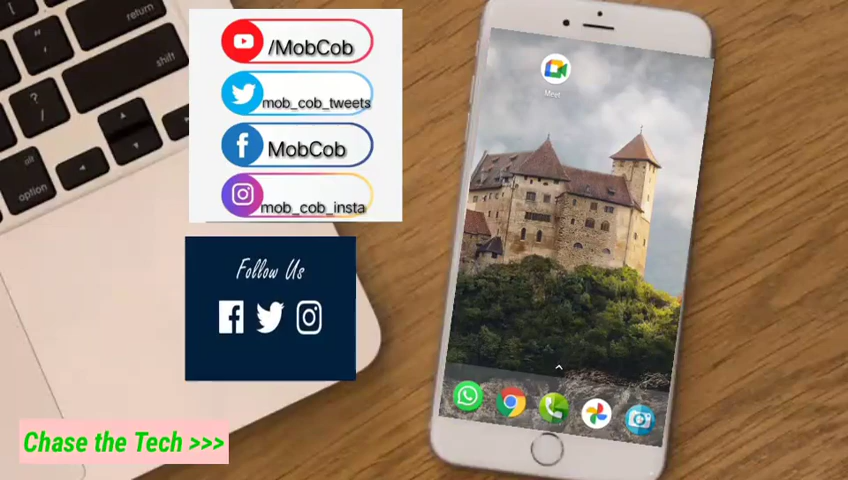 return
shift
? /
alt
option
/MobCob
mob_cob_tweets
MobCob
mob_cob_insta
Follow Us
Chase the Tech >>>
Meet